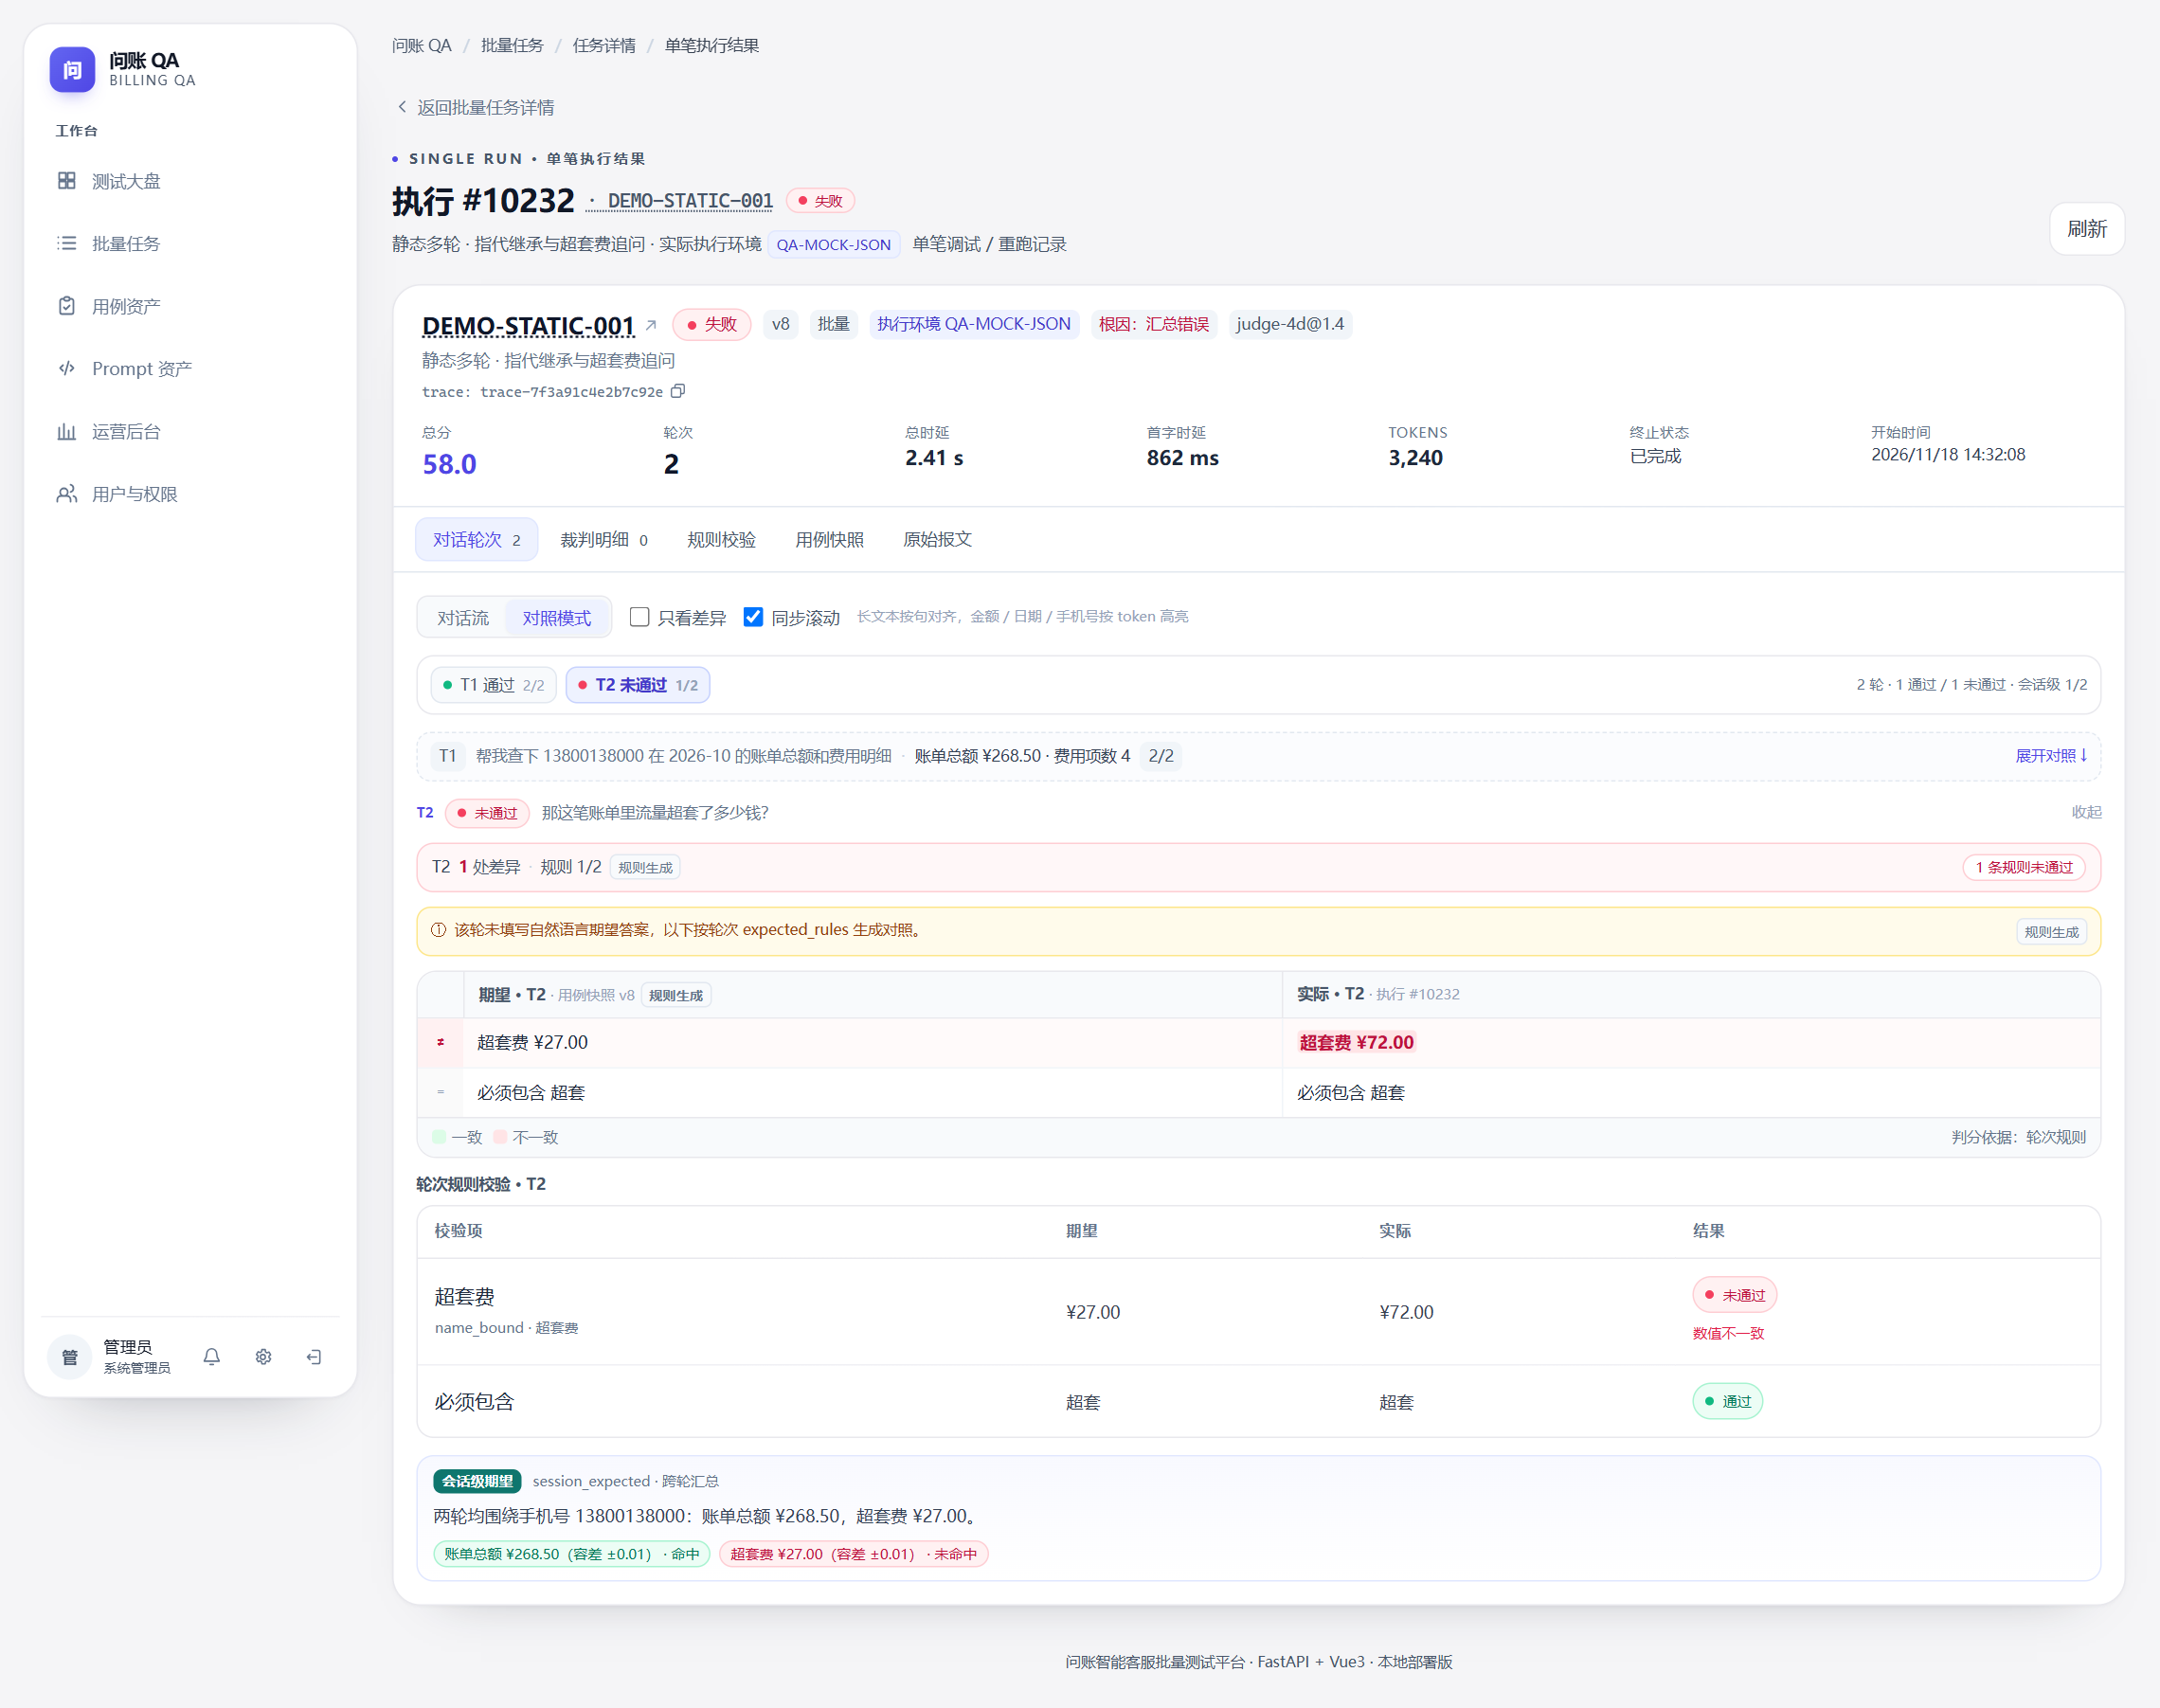 问
问账 QA
BILLING QA
工作台
测试大盘
批量任务
用例资产
Prompt 资产
运营后台
用户与权限
管
管理员
系统管理员
问账 QA / 批量任务 / 任务详情 / 单笔执行结果
返回批量任务详情
• SINGLE RUN • 单笔执行结果
执行 #10232 · DEMO-STATIC-001 失败
静态多轮 · 指代继承与超套费追问 · 实际执行环境 QA-MOCK-JSON 单笔调试 / 重跑记录
刷新
DEMO-STATIC-001 ↗ 失败 v8 批量 执行环境 QA-MOCK-JSON 根因：汇总错误 judge-4d@1.4
静态多轮 · 指代继承与超套费追问
trace: trace-7f3a91c4e2b7c92e
总分 轮次 总时延 首字时延 TOKENS 终止状态 开始时间
58.0 2 2.41 s 862 ms 3,240 已完成 2026/11/18 14:32:08
对话轮次 2 裁判明细 0 规则校验 用例快照 原始报文
对话流 对照模式 只看差异 同步滚动 长文本按句对齐，金额 / 日期 / 手机号按 token 高亮
T1 通过 2/2 T2 未通过 1/2 2 轮 · 1 通过 / 1 未通过 · 会话级 1/2
T1 帮我查下 13800138000 在 2026-10 的账单总额和费用明细 · 账单总额 ¥268.50 · 费用项数 4 2/2 展开对照↓
T2 未通过 那这笔账单里流量超套了多少钱? 收起
T2 1 处差异 · 规则 1/2 规则生成 1 条规则未通过
① 该轮未填写自然语言期望答案，以下按轮次 expected_rules 生成对照。 规则生成
期望 • T2 · 用例快照 v8 规则生成 实际 • T2 · 执行 #10232
≠ 超套费 ¥27.00 超套费 ¥72.00
= 必须包含 超套 必须包含 超套
一致 不一致 判分依据：轮次规则
轮次规则校验 • T2
校验项 期望 实际 结果
超套费 ¥27.00 ¥72.00 未通过
name_bound · 超套费 数值不一致
必须包含 超套 超套 通过
会话级期望 session_expected · 跨轮汇总
两轮均围绕手机号 13800138000：账单总额 ¥268.50，超套费 ¥27.00。
账单总额 ¥268.50（容差 ±0.01） · 命中 超套费 ¥27.00（容差 ±0.01） · 未命中
问账智能客服批量测试平台 · FastAPI + Vue3 · 本地部署版